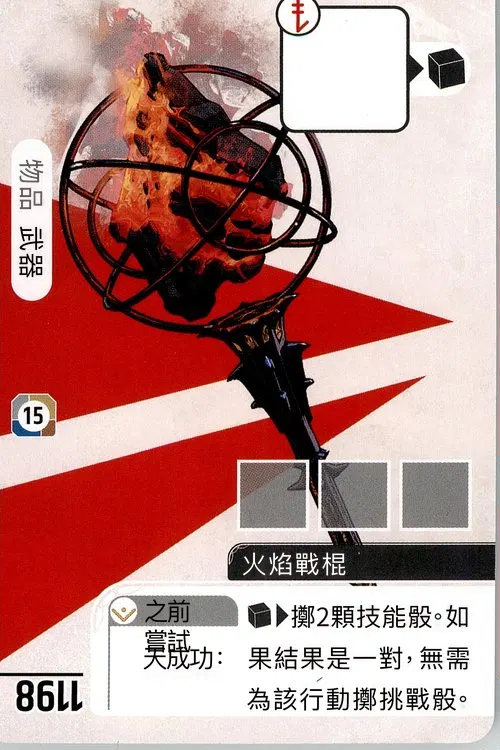 物品 武器
15
火焰戰棍
之前
嘗試
大成功：
擲2顆技能骰。如
果結果是一對，無需
為該行動擲挑戰骰。
1198